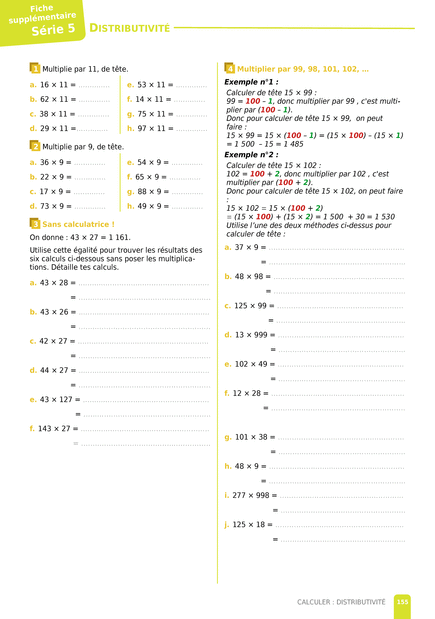 Fiche
supplémentaire
Série 5
DISTRIBUTIVITÉ
1 Multiplie par 11, de tête.
a. 16 × 11 = .............
b. 62 × 11 = .............
c. 38 × 11 = .............
d. 29 × 11 =.............
e. 53 × 11 = .............
f. 14 × 11 = .............
g. 75 × 11 = .............
h. 97 × 11 = .............
2 Multiplie par 9, de tête.
a. 36 × 9 = .............
b. 22 × 9 = .............
c. 17 × 9 = .............
d. 73 × 9 = .............
e. 54 × 9 = .............
f. 65 × 9 = .............
g. 88 × 9 = .............
h. 49 × 9 = .............
3 Sans calculatrice !
On donne : 43 × 27 = 1 161.
Utilise cette égalité pour trouver les résultats des
six calculs ci-dessous sans poser les multiplica-
tions. Détaille tes calculs.
a. 43 × 28 = .............
= .............
b. 43 × 26 = .............
= .............
c. 42 × 27 = .............
= .............
d. 44 × 27 = .............
= .............
e. 43 × 127 = .............
= .............
f. 143 × 27 = .............
= .............
4 Multiplier par 99, 98, 101, 102, ...
Exemple n°1 :
Calculer de tête 15 × 99 :
99 = 100 – 1, donc multiplier par 99 , c'est multi-
plier par (100 – 1).
Donc pour calculer de tête 15 × 99, on peut
faire :
15 × 99 = 15 × (100 – 1) = (15 × 100) – (15 × 1)
= 1 500 – 15 = 1 485
Exemple n°2 :
Calculer de tête 15 × 102 :
102 = 100 + 2, donc multiplier par 102 , c'est
multiplier par (100 + 2).
Donc pour calculer de tête 15 × 102, on peut faire
:
15 × 102 = 15 × (100 + 2)
= (15 × 100) + (15 × 2) = 1 500 + 30 = 1 530
Utilise l'une des deux méthodes ci-dessus pour
calculer de tête :
a. 37 × 9 = .............
= .............
b. 48 × 98 = .............
= .............
c. 125 × 99 = .............
= .............
d. 13 × 999 = .............
= .............
e. 102 × 49 = .............
= .............
f. 12 × 28 = .............
= .............
g. 101 × 38 = .............
= .............
h. 48 × 9 = .............
= .............
i. 277 × 998 = .............
= .............
j. 125 × 18 = .............
= .............
CALCULER : DISTRIBUTIVITÉ 155